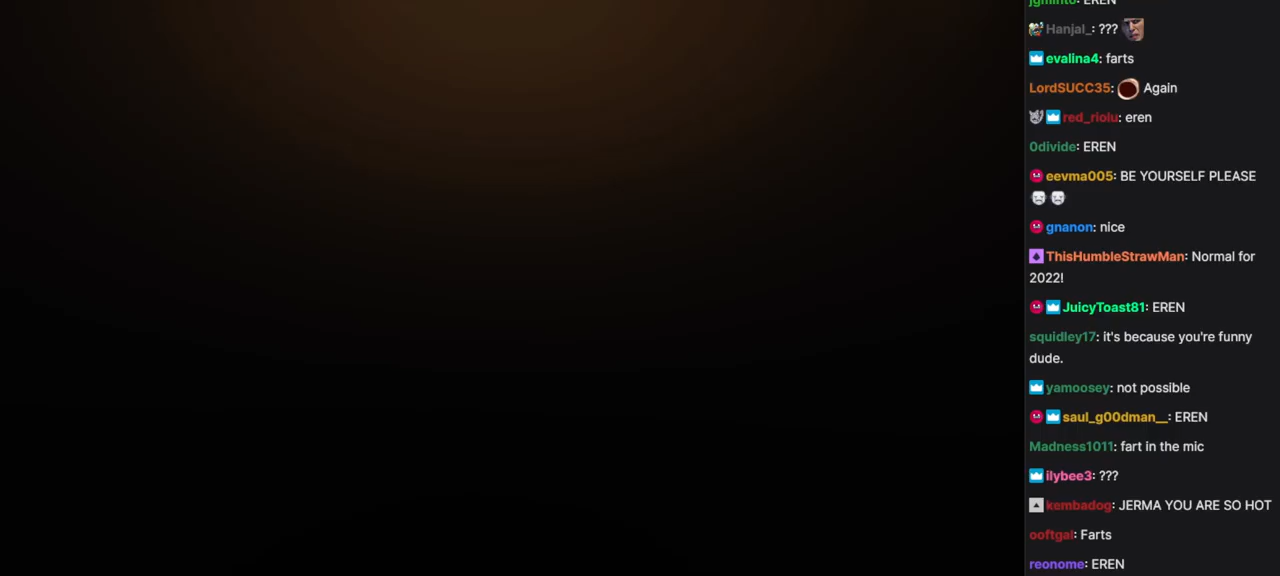 jgminto: EREN
Hanjal_: ???
evalina4: farts
LordSUCC35: Again
red_riolu: eren
0divide: EREN
eevma005: BE YOURSELF PLEASE
gnanon: nice
ThisHumbleStrawMan: Normal for
2022!
JuicyToast81: EREN
squidley17: it's because you're funny
dude.
yamoosey: not possible
saul_g00dman__: EREN
Madness1011: fart in the mic
ilybee3: ???
kembadog: JERMA YOU ARE SO HOT
ooftgal: Farts
reonome: EREN